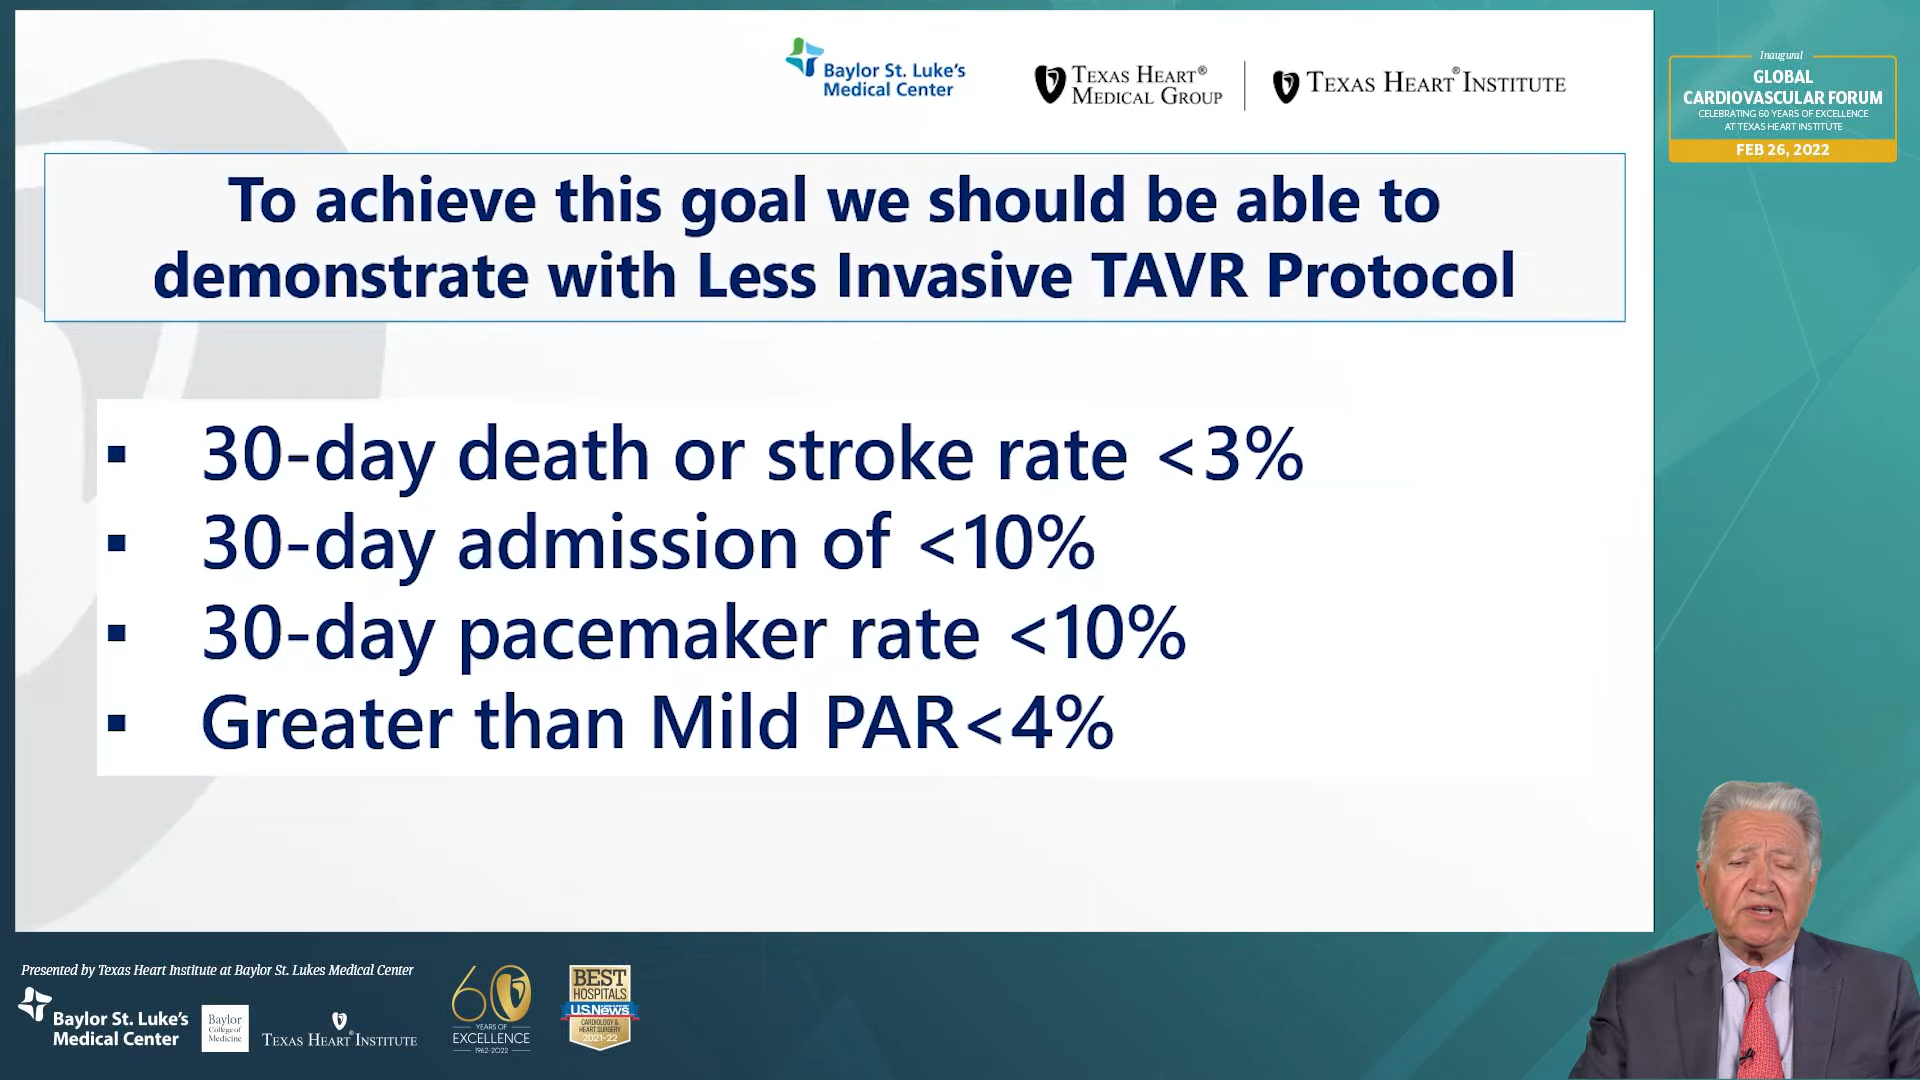 Baylor St. Luke's
Medical Center
TEXAS HEART®
MEDICAL GROUP
TEXAS HEART® INSTITUTE
Inaugural
GLOBAL
CARDIOVASCULAR FORUM
CELEBRATING 60 YEARS OF EXCELLENCE
AT TEXAS HEART INSTITUTE
FEB 26, 2022
To achieve this goal we should be able to
demonstrate with Less Invasive TAVR Protocol
▪ 30-day death or stroke rate <3%
▪ 30-day admission of <10%
▪ 30-day pacemaker rate <10%
▪ Greater than Mild PAR<4%
Presented by Texas Heart Institute at Baylor St. Lukes Medical Center
Baylor St. Luke's
Medical Center
Baylor
College of
Medicine
TEXAS HEART® INSTITUTE
60
YEARS OF
EXCELLENCE
1962-2022
BEST
HOSPITALS
U.S.News
CARDIOLOGY &
HEART SURGERY
2021-22